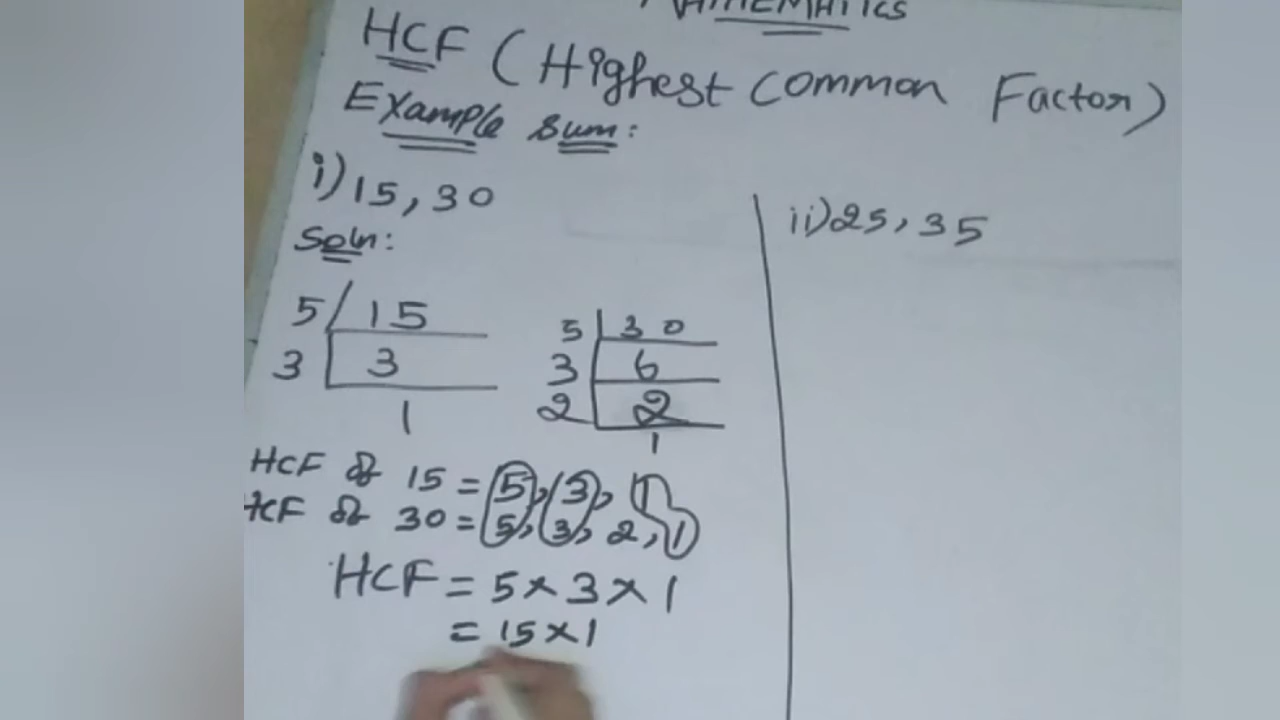 MATHEMATICS
HCF (Highest Common Factor)
Example Sum:
i) 15, 30
Soln:
5 15
3 3
1
5 30
3 6
2 2
1
HCF of 15 = 5, 3, 1
HCF of 30 = 5, 3, 2, 1
HCF = 5 × 3 × 1
= 15 × 1
ii) 25, 35